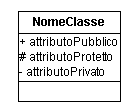 NomeClasse
+ attributoPubblico
# attributoProtetto
- attributoPrivato